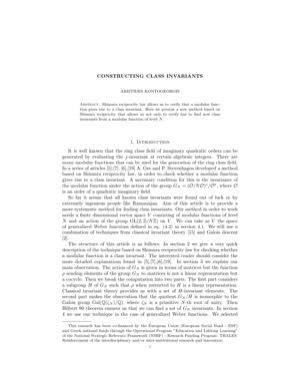 CONSTRUCTING CLASS INVARIANTS
ARISTIDES KONTOGEORGIS
Abstract. Shimura reciprocity law allows us to verify that a modular func-
tion gives rise to a class invariant. Here we present a new method based on
Shimura reciprocity that allows us not only to verify but to find new class
invariants from a modular function of level N.
1. Introduction
It is well known that the ring class field of imaginary quadratic orders can be
generated by evaluating the j-invariant at certain algebraic integers. There are
many modular functions that can be used for the generation of the ring class field.
In a series of articles [5],[7], [6],[19] A. Gee and P. Stevenhagen developed a method
based on Shimura reciprocity law, in order to check whether a modular function
gives rise to a class invariant. A necessary condition for this is the invariance of
the modular function under the action of the group G_N = (O/NO)*/O*, where O
is an order of a quadratic imaginary field.
So far it seems that all known class invariants were found out of luck or by
extremely ingenious people like Ramanujan. Aim of this article is to provide a
more systematic method for finding class invariants. Our method in order to work
needs a finite dimensional vector space V consisting of modular functions of level
N and an action of the group GL(2, Z/NZ) on V. We can take as V the space
of generalized Weber functions defined in eq. (4.2) in section 4.1. We will use a
combination of techniques from classical invariant theory [15] and Galois descent
[2].
The structure of this article is as follows. In section 2 we give a very quick
description of the technique based on Shimura reciprocity law for checking whether
a modular function is a class invariant. The interested reader should consider the
more detailed explanations found in [5],[7],[6],[19]. In section 3 we explain our
main observation. The action of G_N is given in terms of matrices but the function
ρ sending elements of the group G_N to matrices is not a linear representation but
a cocycle. Then we break the computation into two parts. The first part considers
a subgroup H of G_N such that ρ when restricted to H is a linear representation.
Classical invariant theory provides us with a set of H-invariant elements. The
second part makes the observation that the quotient G_N/H is isomorphic to the
Galois group Gal(Q(ζ_N)/Q), where ζ_N is a primitive N-th root of unity. Then
Hilbert 90 theorem ensures us that we can find a set of G_N invariants. In section
4 we use one technique in the case of generalized Weber functions. We selected
This research has been co-financed by the European Union (European Social Fund - ESF)
and Greek national funds through the Operational Program "Education and Lifelong Learning"
of the National Strategic Reference Framework (NSRF) - Research Funding Program: THALES:
Reinforcement of the interdisciplinary and/or inter-institutional research and innovation.
1